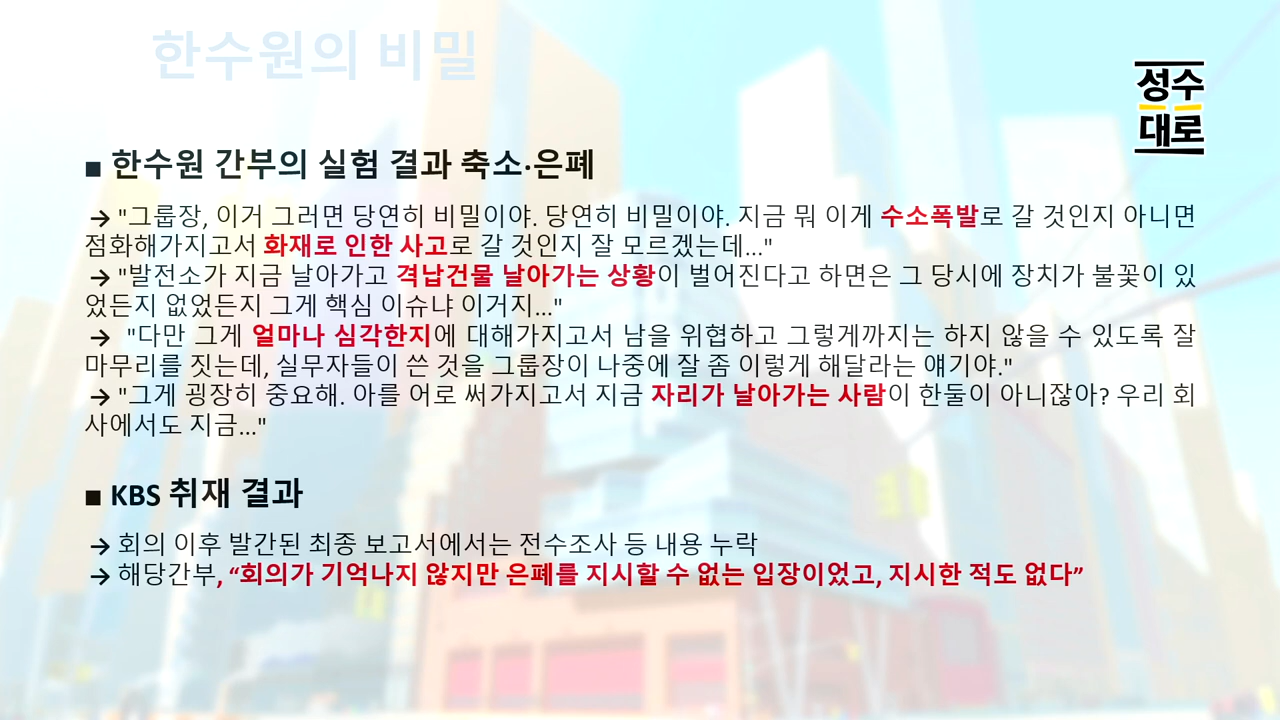 한수원의 비밀
성수
대로
■ 한수원 간부의 실험 결과 축소·은폐
→ "그룹장, 이거 그러면 당연히 비밀이야. 당연히 비밀이야. 지금 뭐 이게 수소폭발로 갈 것인지 아니면
점화해가지고서 화재로 인한 사고로 갈 것인지 잘 모르겠는데..."
→ "발전소가 지금 날아가고 격납건물 날아가는 상황이 벌어진다고 하면은 그 당시에 장치가 불꽃이 있
었든지 없었든지 그게 핵심 이슈냐 이거지..."
→ "다만 그게 얼마나 심각한지에 대해가지고서 남을 위협하고 그렇게까지는 하지 않을 수 있도록 잘
마무리를 짓는데, 실무자들이 쓴 것을 그룹장이 나중에 잘 좀 이렇게 해달라는 얘기야."
→ "그게 굉장히 중요해. 아를 어로 써가지고서 지금 자리가 날아가는 사람이 한둘이 아니잖아? 우리 회
사에서도 지금..."
■ KBS 취재 결과
→ 회의 이후 발간된 최종 보고서에서는 전수조사 등 내용 누락
→ 해당간부, “회의가 기억나지 않지만 은폐를 지시할 수 없는 입장이었고, 지시한 적도 없다”